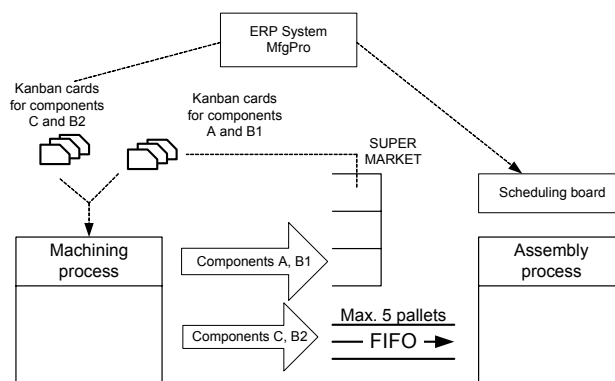 ERP System
MfgPro
Kanban cards
for components
C and B2
Kanban cards
for components
A and B1
SUPER
MARKET
Scheduling board
Machining
process
Components A, B1
Assembly
process
Components C, B2
Max. 5 pallets
FIFO